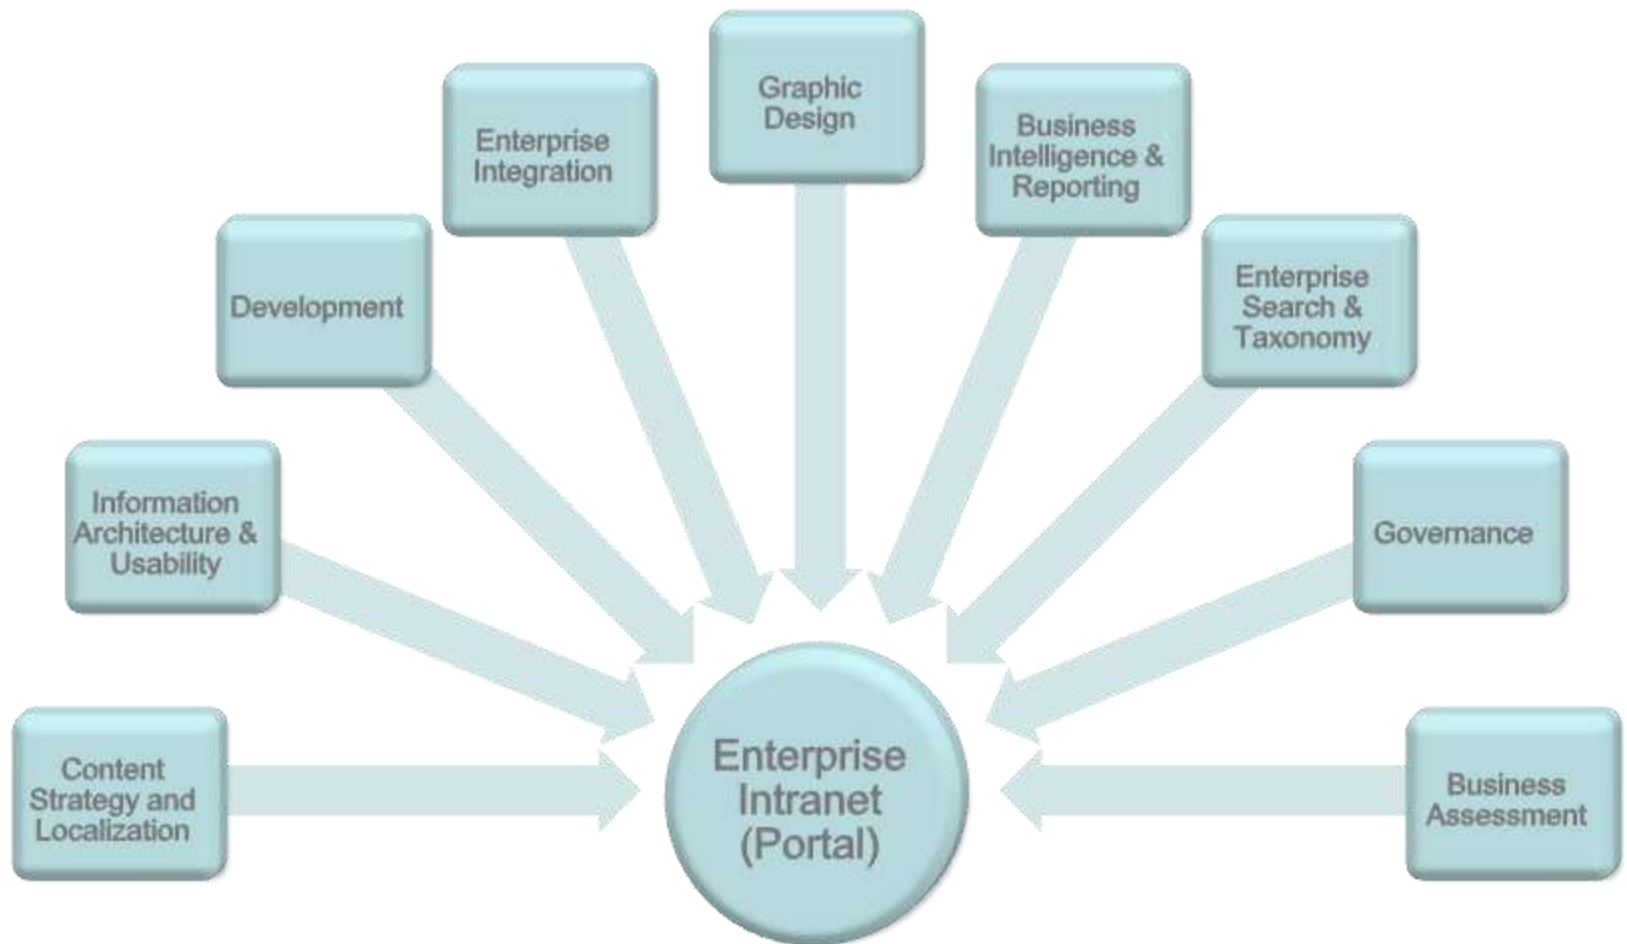 Graphic
Design
Enterprise
Integration
Business
Intelligence &
Reporting
Development
Enterprise
Search &
Taxonomy
Information
Architecture &
Usability
Governance
Content
Strategy and
Localization
Enterprise
Intranet
(Portal)
Business
Assessment